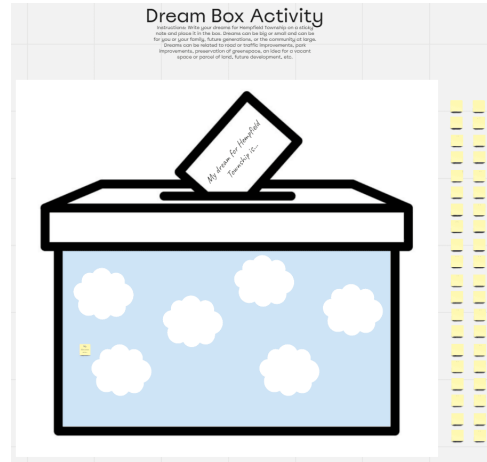 Dream Box Activity
Instructions: Write your dreams for Hempfield Township on a sticky
note and place it in the box. Dreams can be big or small and can be
for you or your family, future generations, or the community at large.
Dreams can be related to road or traffic improvements, park
improvements, preservation of greenspace, an idea for a vacant
space or parcel of land, future development, etc.
My dream for Hempfield
Township is...